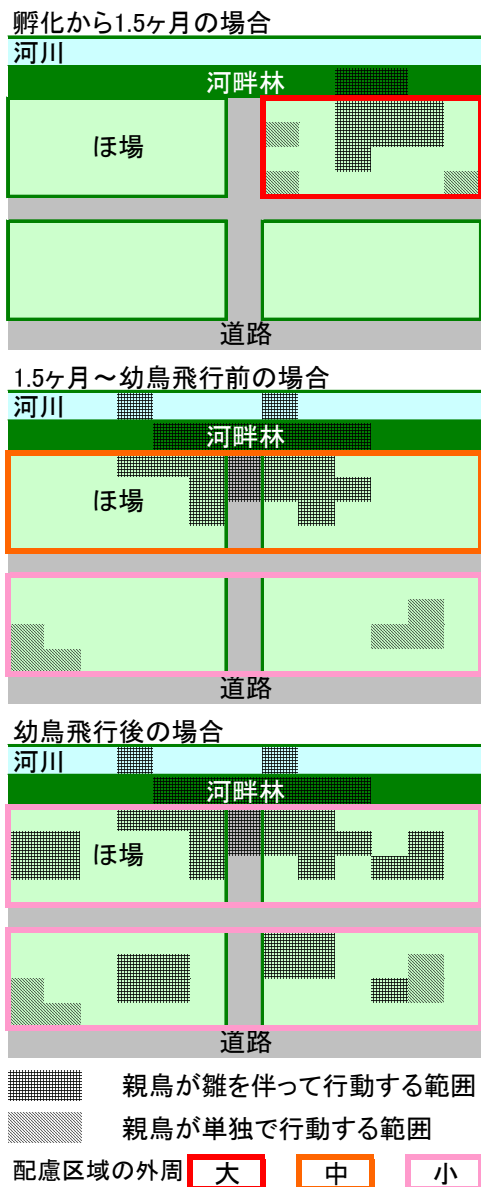 孵化から1.5ヶ月の場合
河川
河畔林
ほ場
道路
1.5ヶ月～幼鳥飛行前の場合
河川
河畔林
ほ場
道路
幼鳥飛行後の場合
河川
河畔林
ほ場
道路
親鳥が雛を伴って行動する範囲
親鳥が単独で行動する範囲
配慮区域の外周 大 中 小